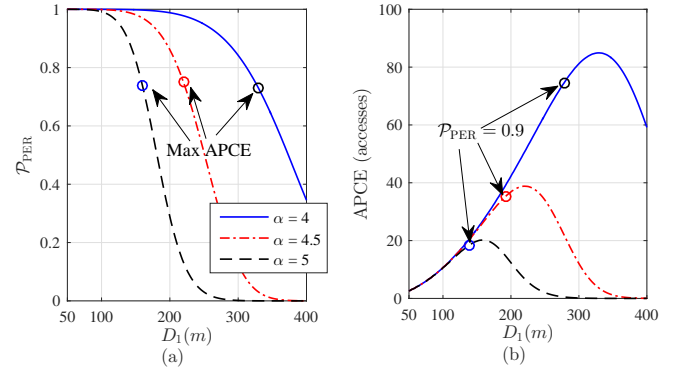 1
0.8
0.6
0.4
0.2
0
50 100 200 300 400
𝒫PER
Max APCE
α = 4
α = 4.5
α = 5
D1(m)
(a)
100
80
60
40
20
0
50 100 200 300 400
APCE (accesses)
𝒫PER = 0.9
D1(m)
(b)